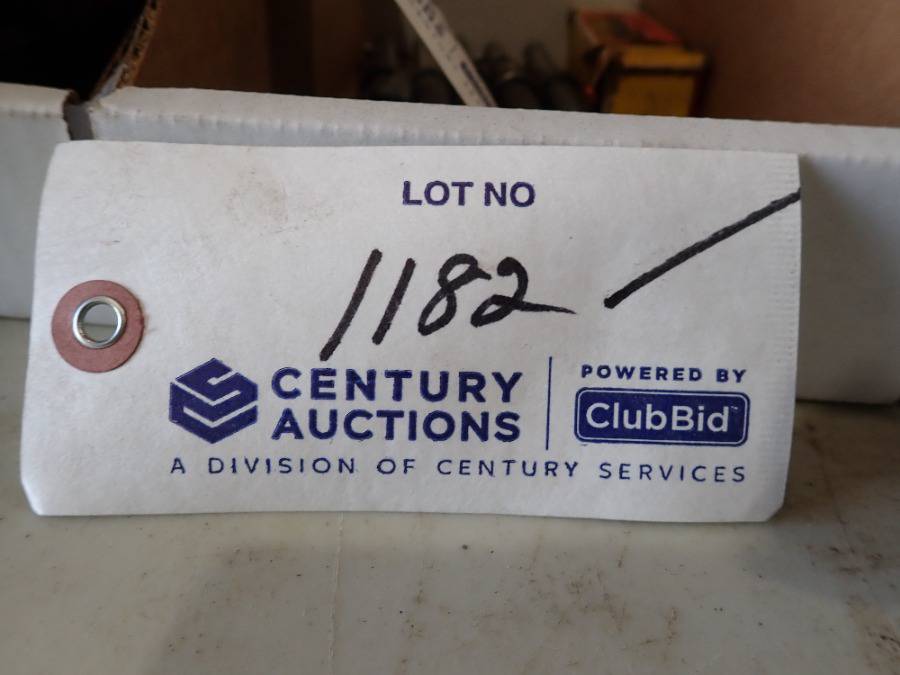 LOT NO
1182
CENTURY
AUCTIONS
POWERED BY
ClubBid
A DIVISION OF CENTURY SERVICES